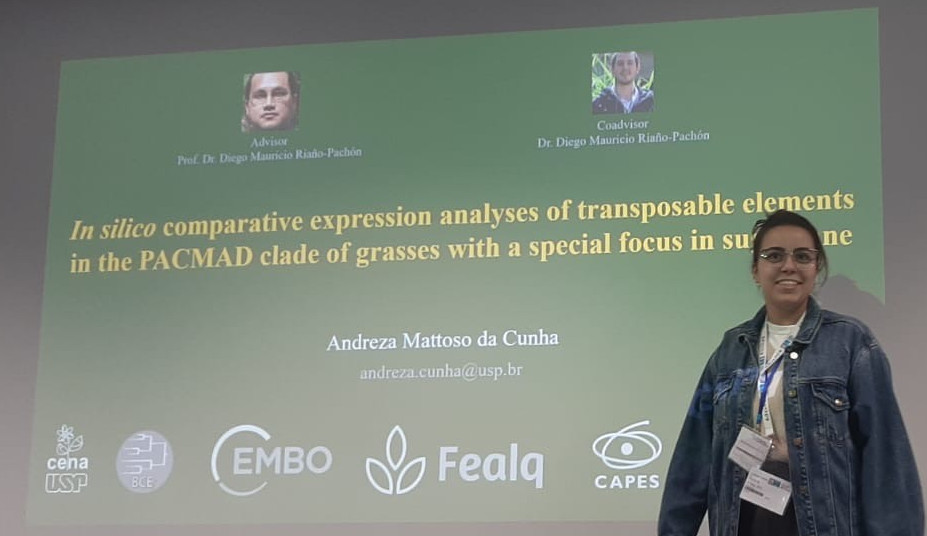 Advisor
Prof. Dr. Diego Mauricio Riaño-Pachón
Coadvisor
Dr. Diego Mauricio Riaño-Pachón
In silico comparative expression analyses of transposable elements
in the PACMAD clade of grasses with a special focus in su ne
Andreza Mattoso da Cunha
andreza.cunha@usp.br
cena
USP
BCE
EMBO
Fealq
CAPES